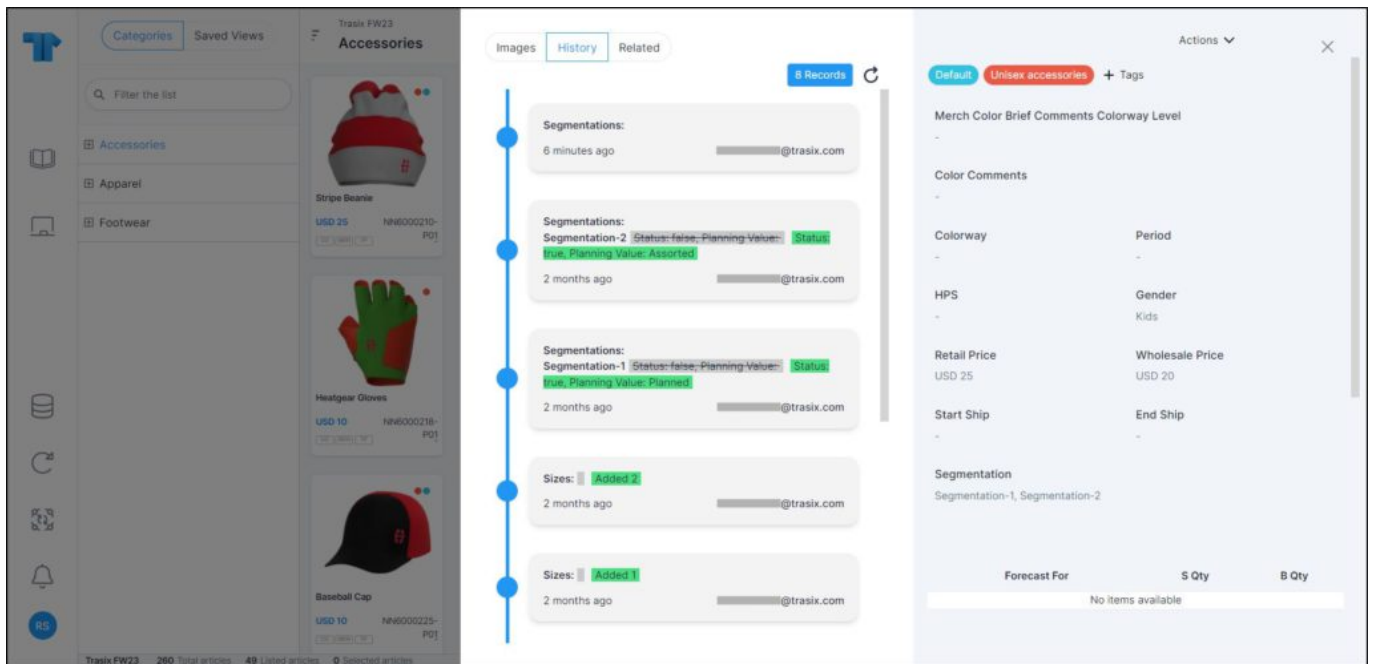 Categories
Saved Views
Filter the list
Accessories
Apparel
Footwear
RS
Trasix FW23
Accessories
Stripe Beanie
USD 25 NN6000210-
P01
Heatgear Gloves
USD 10 NN6000218-
P01
Baseball Cap
USD 10 NN6000225-
P01
Trasix FW23 260 Total articles 49 Listed articles 0 Selected articles
Images History Related
8 Records
Segmentations:
6 minutes ago @trasix.com
Segmentations:
Segmentation-2 Status: false, Planning Value: Status:
true, Planning Value: Assorted
2 months ago @trasix.com
Segmentations:
Segmentation-1 Status: false, Planning Value: Status:
true, Planning Value: Planned
2 months ago @trasix.com
Sizes: Added 2
2 months ago @trasix.com
Sizes: Added 1
2 months ago @trasix.com
Actions
Default Unisex accessories + Tags
Merch Color Brief Comments Colorway Level
-
Color Comments
-
Colorway Period
- -
HPS Gender
- Kids
Retail Price Wholesale Price
USD 25 USD 20
Start Ship End Ship
- -
Segmentation
Segmentation-1, Segmentation-2
Forecast For S Qty B Qty
No items available